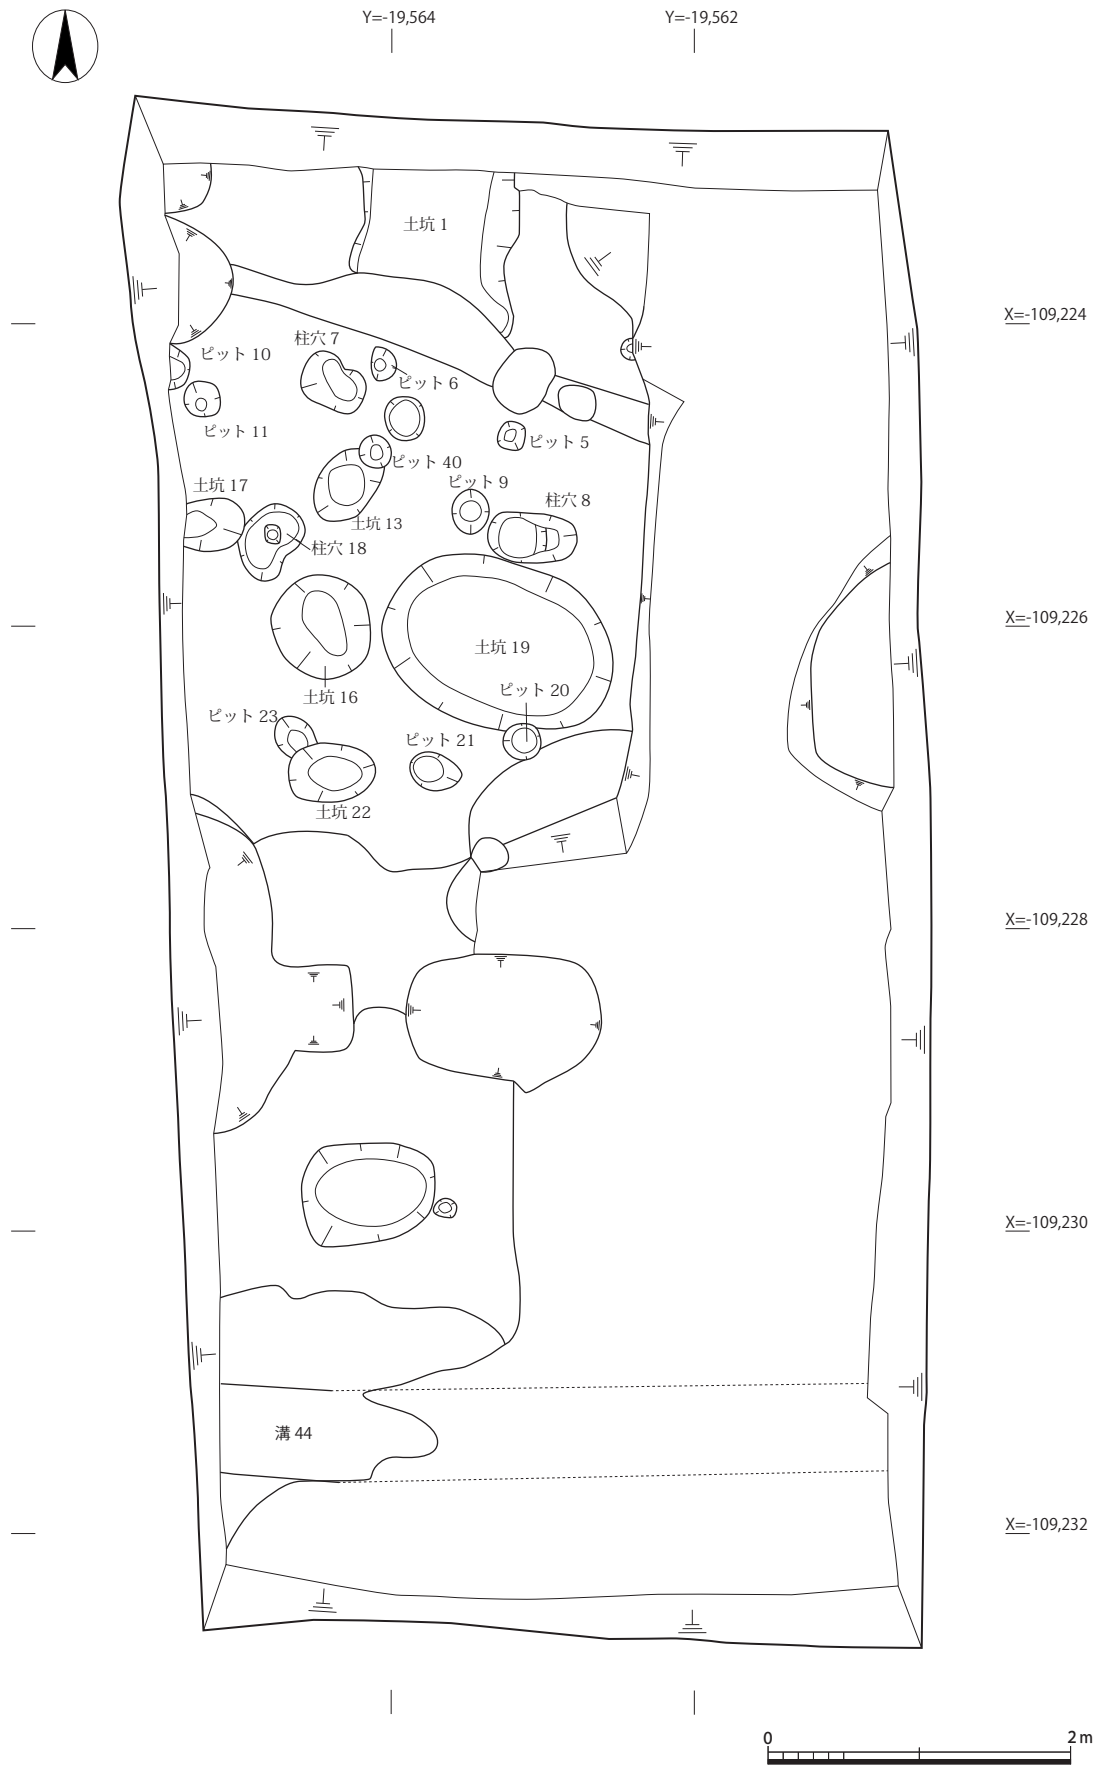 Y=-19,564
Y=-19,562
土坑 1
X=-109,224
柱穴 7
ピット 10
ピット 6
ピット 11
ピット 5
ピット 40
土坑 17
ピット 9
柱穴 8
土坑 13
柱穴 18
X=-109,226
土坑 19
土坑 16
ピット 20
ピット 23
ピット 21
土坑 22
X=-109,228
X=-109,230
溝 44
X=-109,232
0
2 m